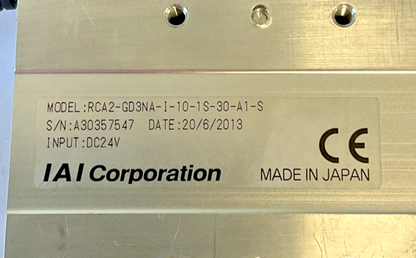 MODEL:RCA2-GD3NA-I-10-1S-30-A1-S
S/N:A30357547 DATE:20/6/2013
INPUT:DC24V
CE
IAI Corporation MADE IN JAPAN